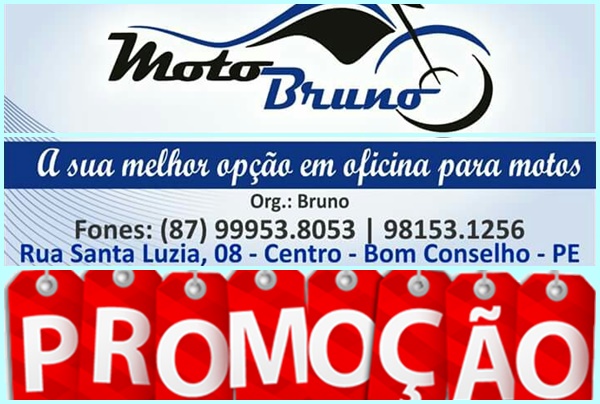 Moto
Bruno
A sua melhor opção em oficina para motos
Org.: Bruno
Fones: (87) 99953.8053 | 98153.1256
Rua Santa Luzia, 08 - Centro - Bom Conselho - PE
PROMOÇÃO